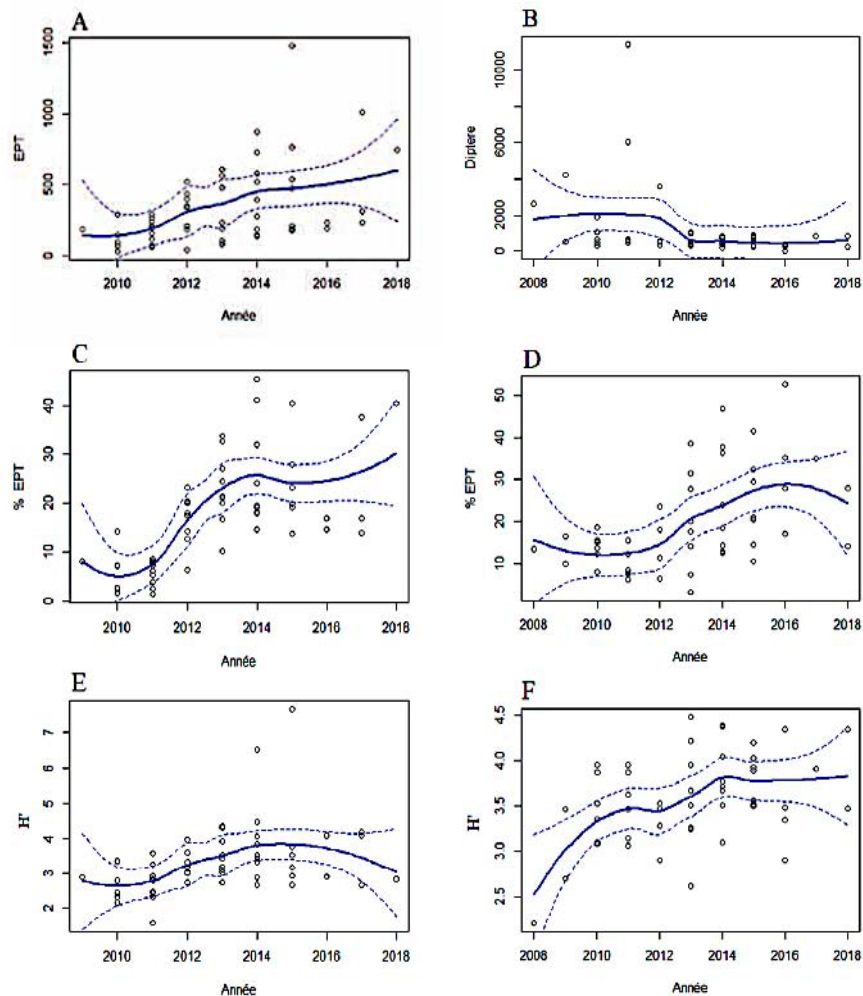 A
EPT
1500
1000
500
0
2010 2012 2014 2016 2018
Année
B
Diptere
10000
6000
2000
0
2008 2010 2012 2014 2016 2018
Année
C
% EPT
40
30
20
10
0
2010 2012 2014 2016 2018
Année
D
% EPT
50
40
30
20
10
2008 2010 2012 2014 2016 2018
Année
E
H'
7
6
5
4
3
2
2010 2012 2014 2016 2018
Année
F
H'
4.5
4.0
3.5
3.0
2.5
2008 2010 2012 2014 2016 2018
Année